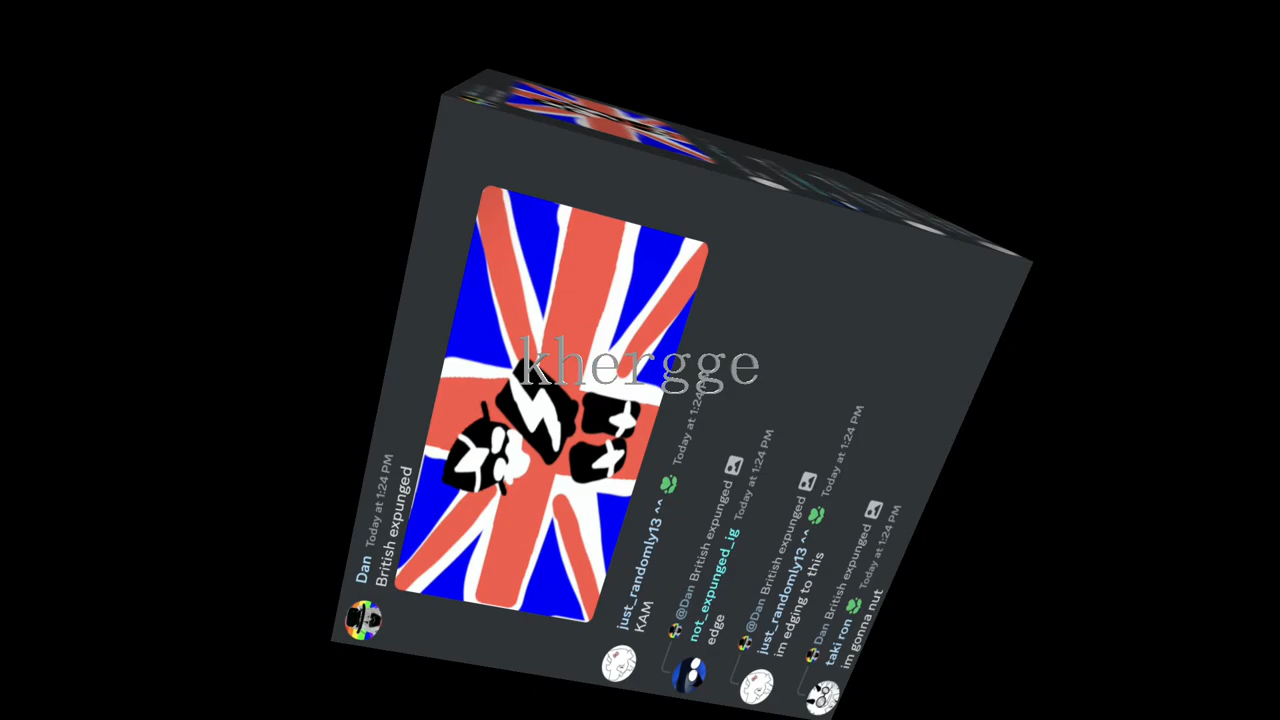 Dan Today at 1:24 PM
British expunged
khergge
just_randomly13 ^^ Today at 1:24
KAM
@Dan British expunged
not_expunged_ig Today at 1:24 PM
edge
@Dan British expunged
just_randomly13 ^^ Today at 1:24 PM
im edging to this
Dan British expunged
taki ron Today at 1:24 PM
im gonna nut